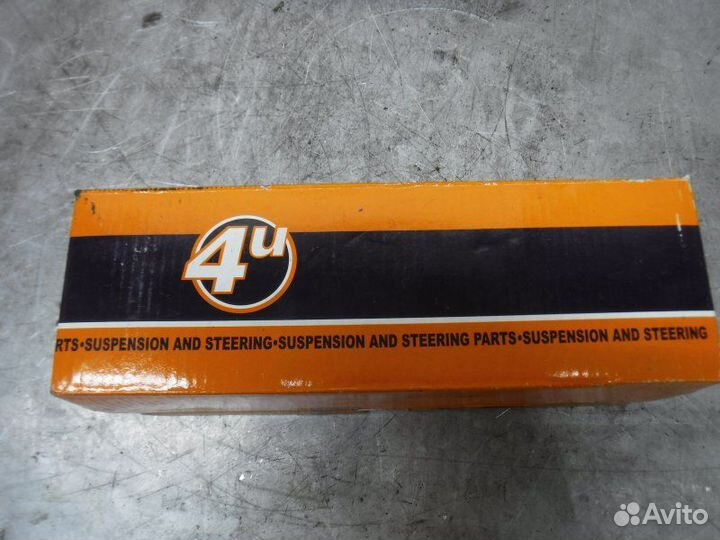 4u
RTS•SUSPENSION AND STEERING•SUSPENSION AND STEERING PARTS•SUSPENSION AND STEERING
Avito